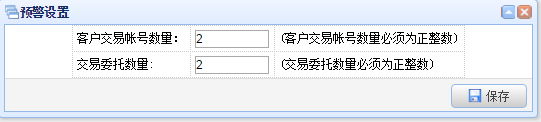 预警设置
客户交易帐号数量： 2 (客户交易帐号数量必须为正整数)
交易委托数量: 2 (交易委托数量必须为正整数)
保存